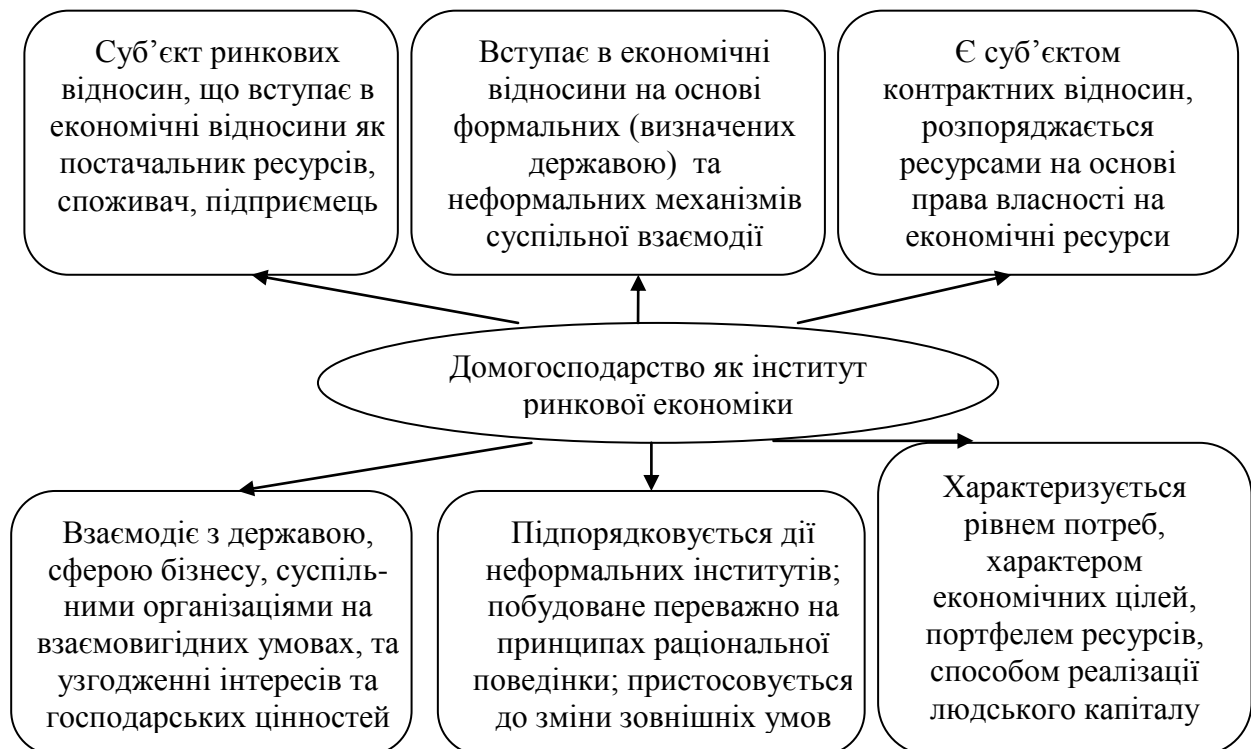 Суб’єкт ринкових
відносин, що вступає в
економічні відносини як
постачальник ресурсів,
споживач, підприємець
Вступає в економічні
відносини на основі
формальних (визначених
державою) та
неформальних механізмів
суспільної взаємодії
Є суб’єктом
контрактних відносин,
розпоряджається
ресурсами на основі
права власності на
економічні ресурси
Домогосподарство як інститут
ринкової економіки
Взаємодіє з державою,
сферою бізнесу, суспіль-
ними організаціями на
взаємовигідних умовах, та
узгодженні інтересів та
господарських цінностей
Підпорядковується дії
неформальних інститутів;
побудоване переважно на
принципах раціональної
поведінки; пристосовується
до зміни зовнішніх умов
Характеризується
рівнем потреб,
характером
економічних цілей,
портфелем ресурсів,
способом реалізації
людського капіталу